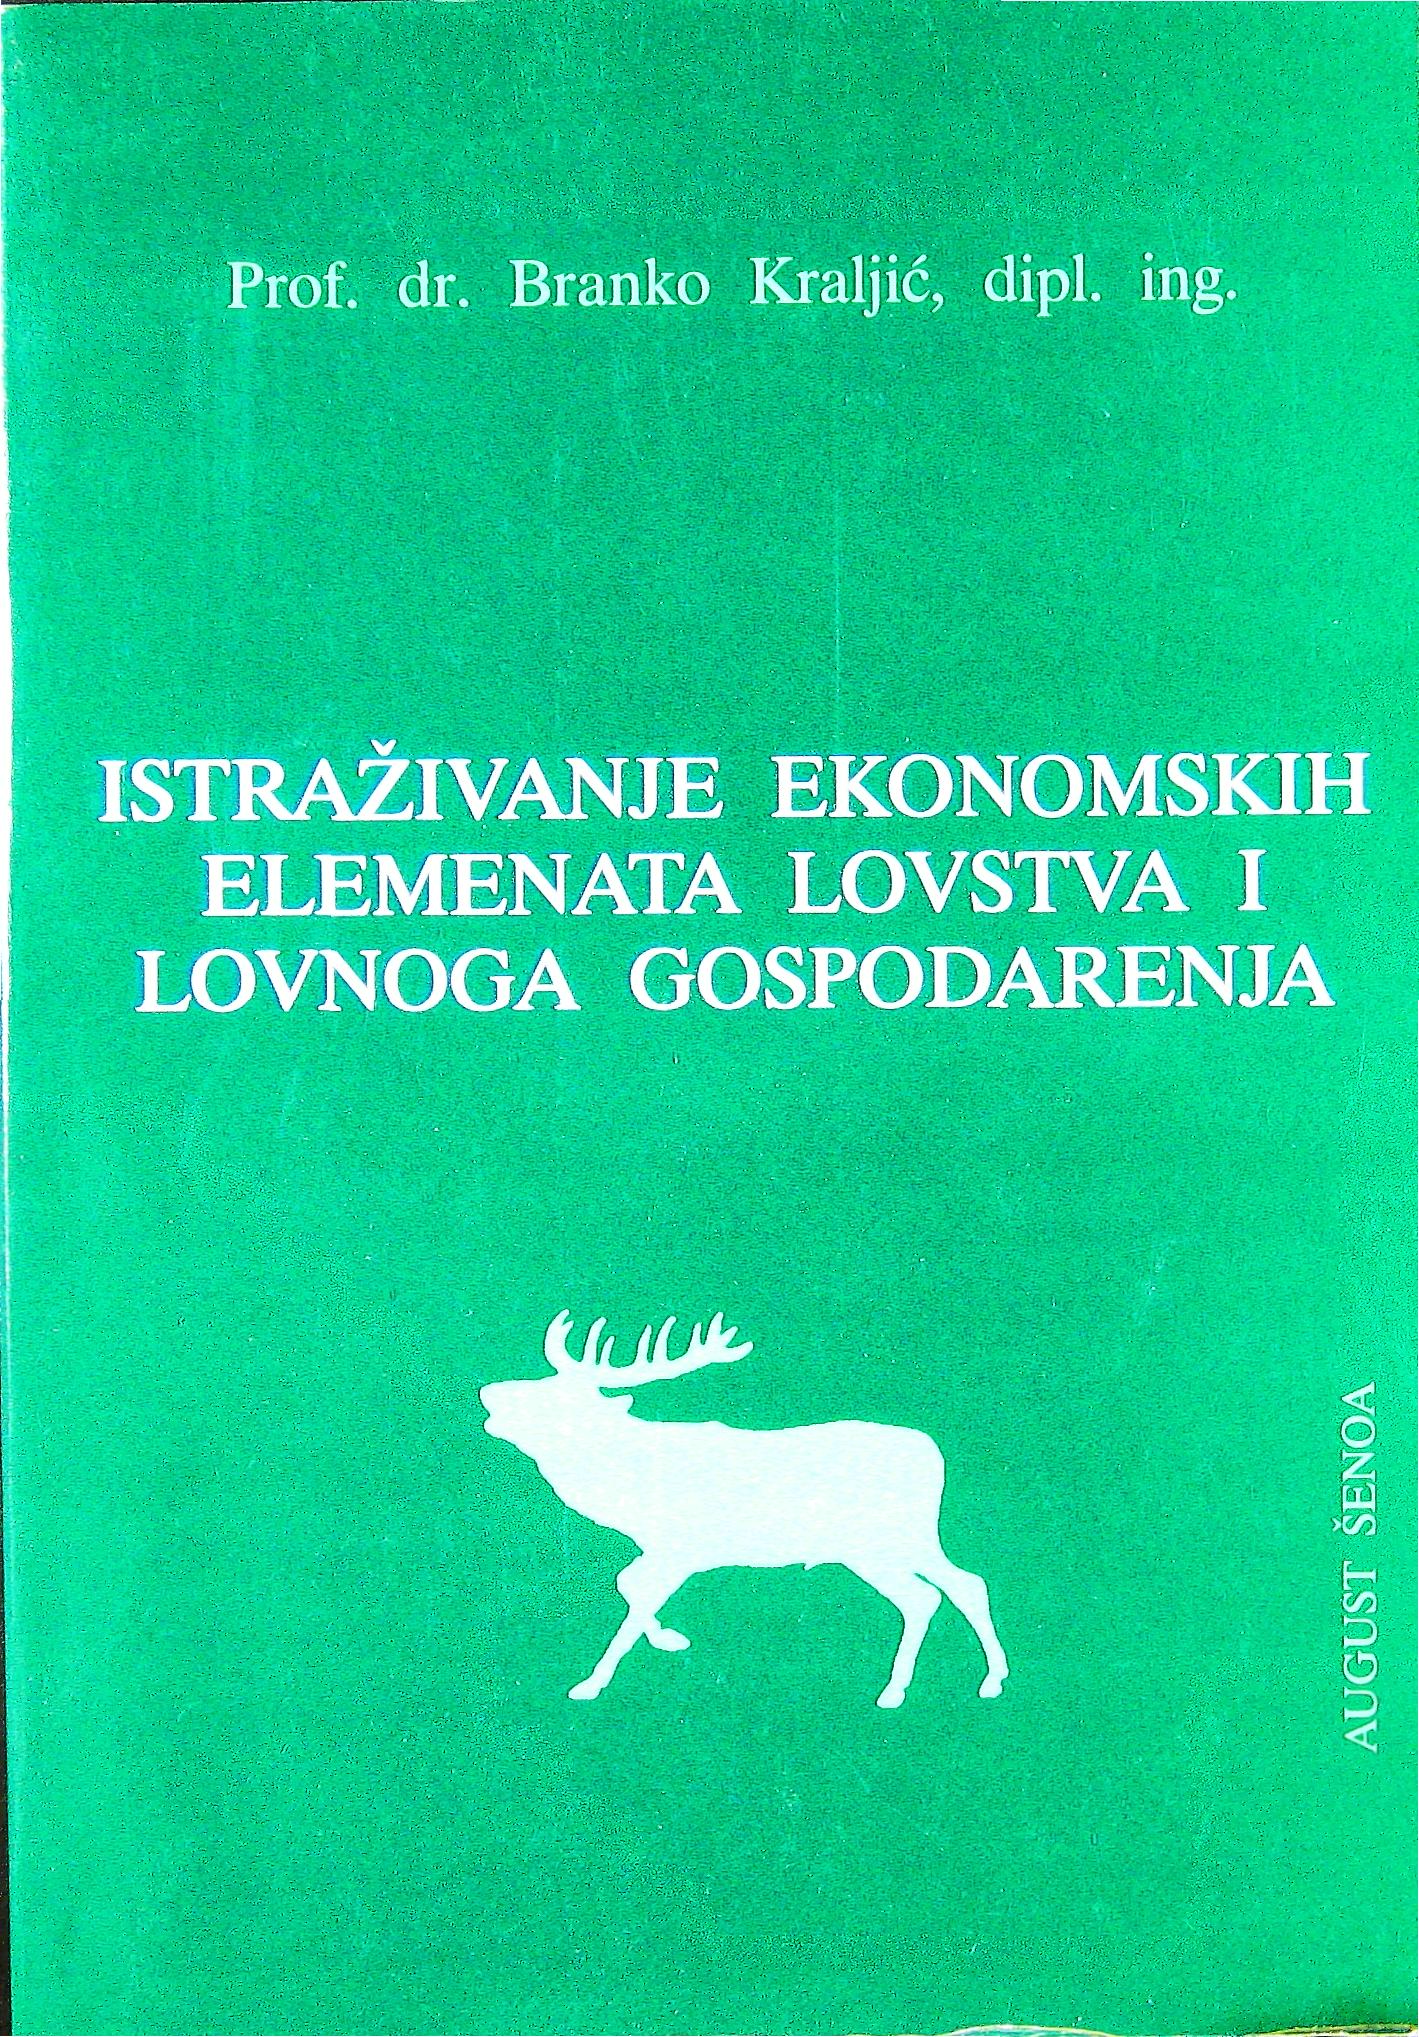 Prof. dr. Branko Kraljić, dipl. ing.
ISTRAŽIVANJE EKONOMSKIH
ELEMENATA LOVSTVA I
LOVNOGA GOSPODARENJA
AUGUST ŠENOA